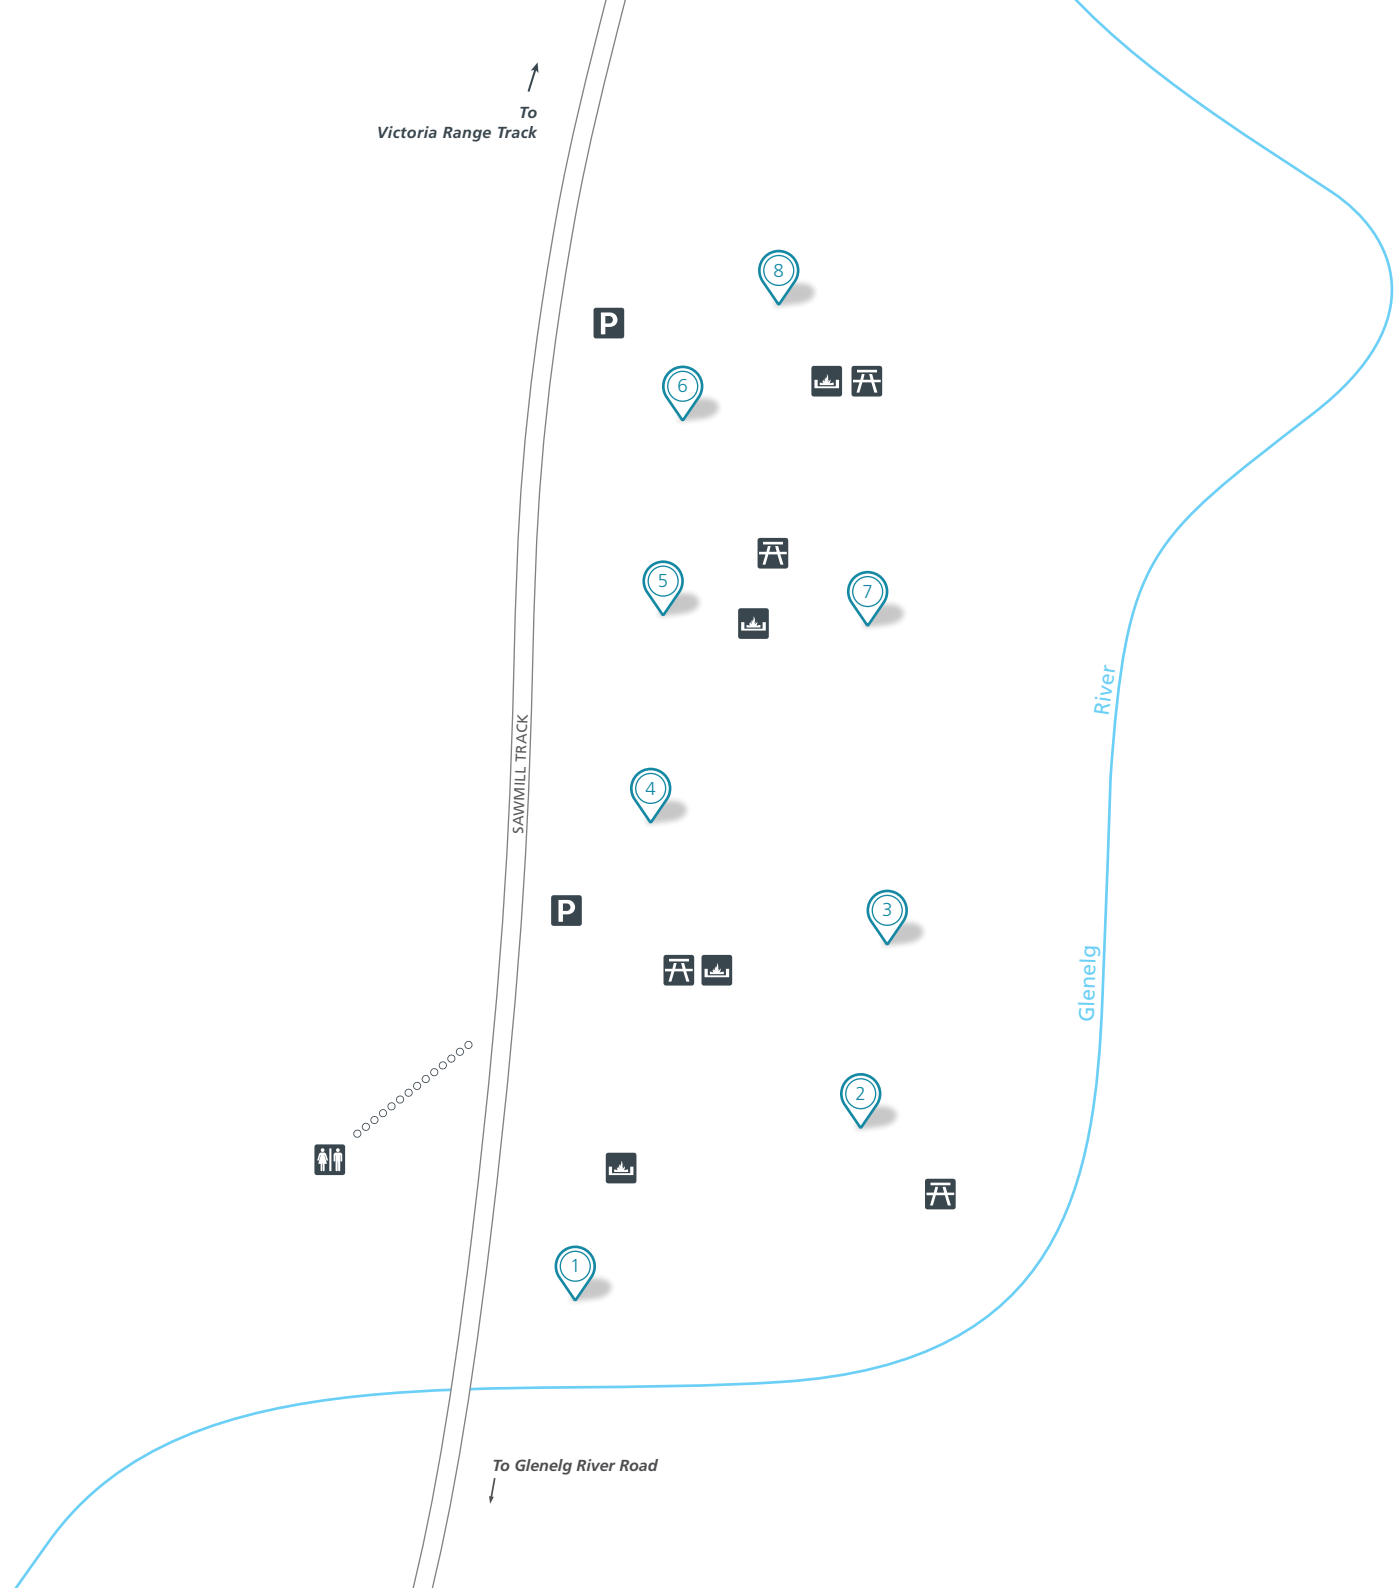 To
Victoria Range Track
8
P
6
5
7
River
SAWMILL TRACK
4
P
3
Glenelg
2
1
To Glenelg River Road